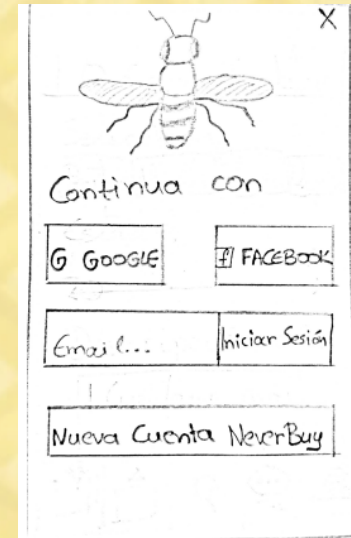 X
Continua con
G GOOGLE
f FACEBOOK
Email...
Iniciar Sesión
Nueva Cuenta NeverBuy